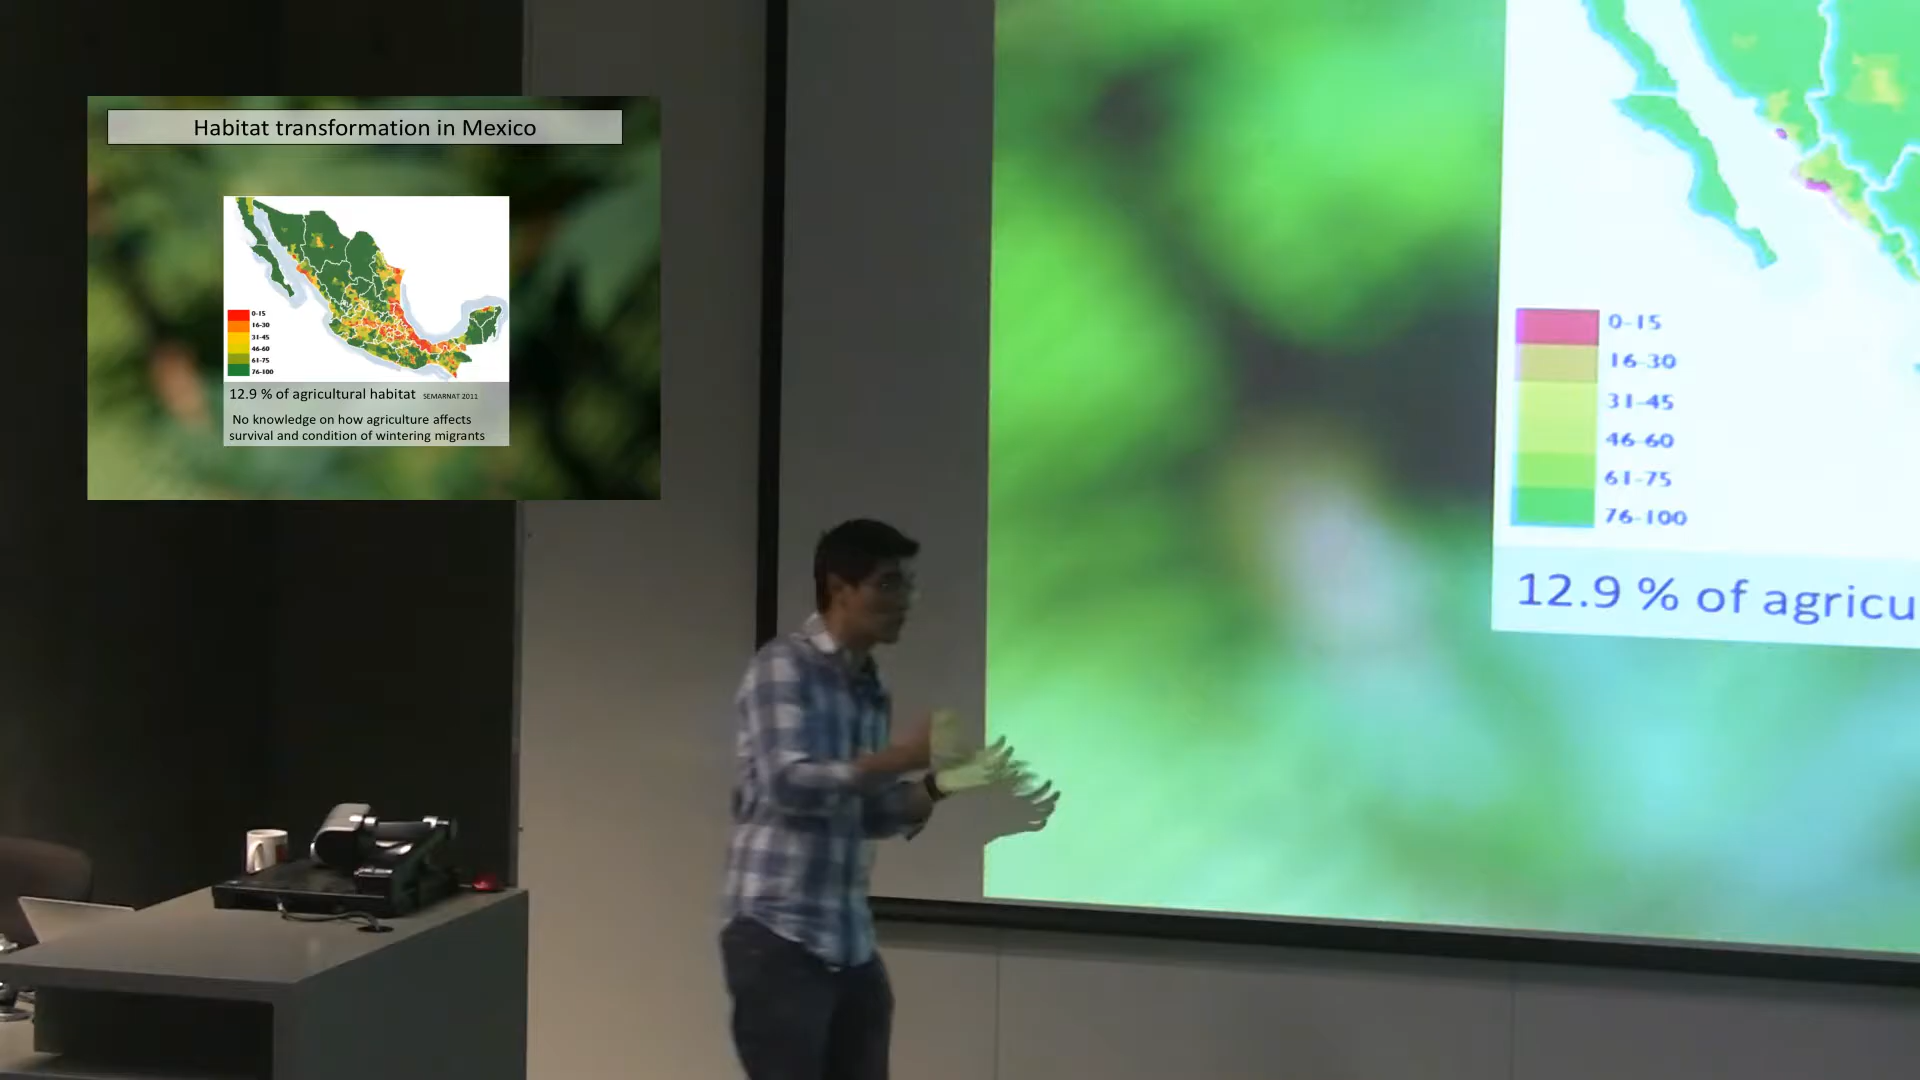 Habitat transformation in Mexico
0-15
16-30
31-45
46-60
61-75
76-100
12.9 % of agricultural habitat SEMARNAT 2011
No knowledge on how agriculture affects
survival and condition of wintering migrants
0-15
16-30
31-45
46-60
61-75
76-100
12.9 % of agricu